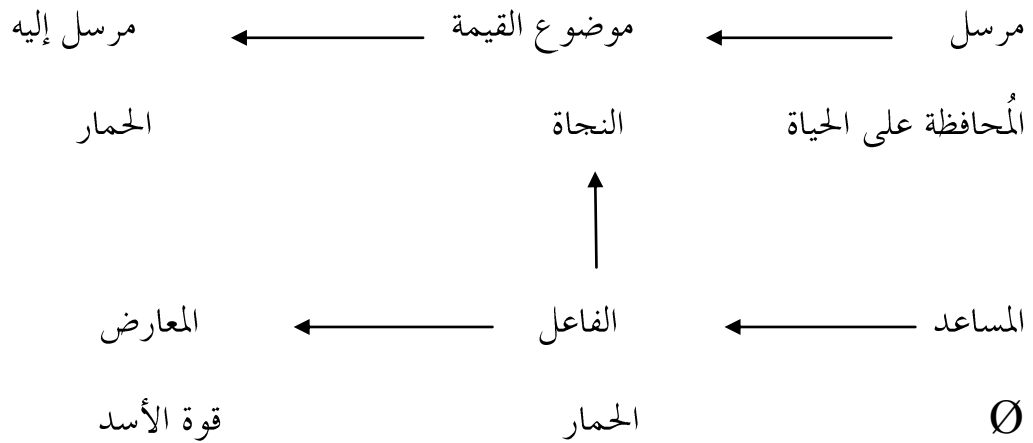 مرسل موضوع القيمة مرسل إليه
المُحافظة على الحياة النجاة الحمار
المساعد الفاعل المعارض
Ø الحمار قوة الأسد